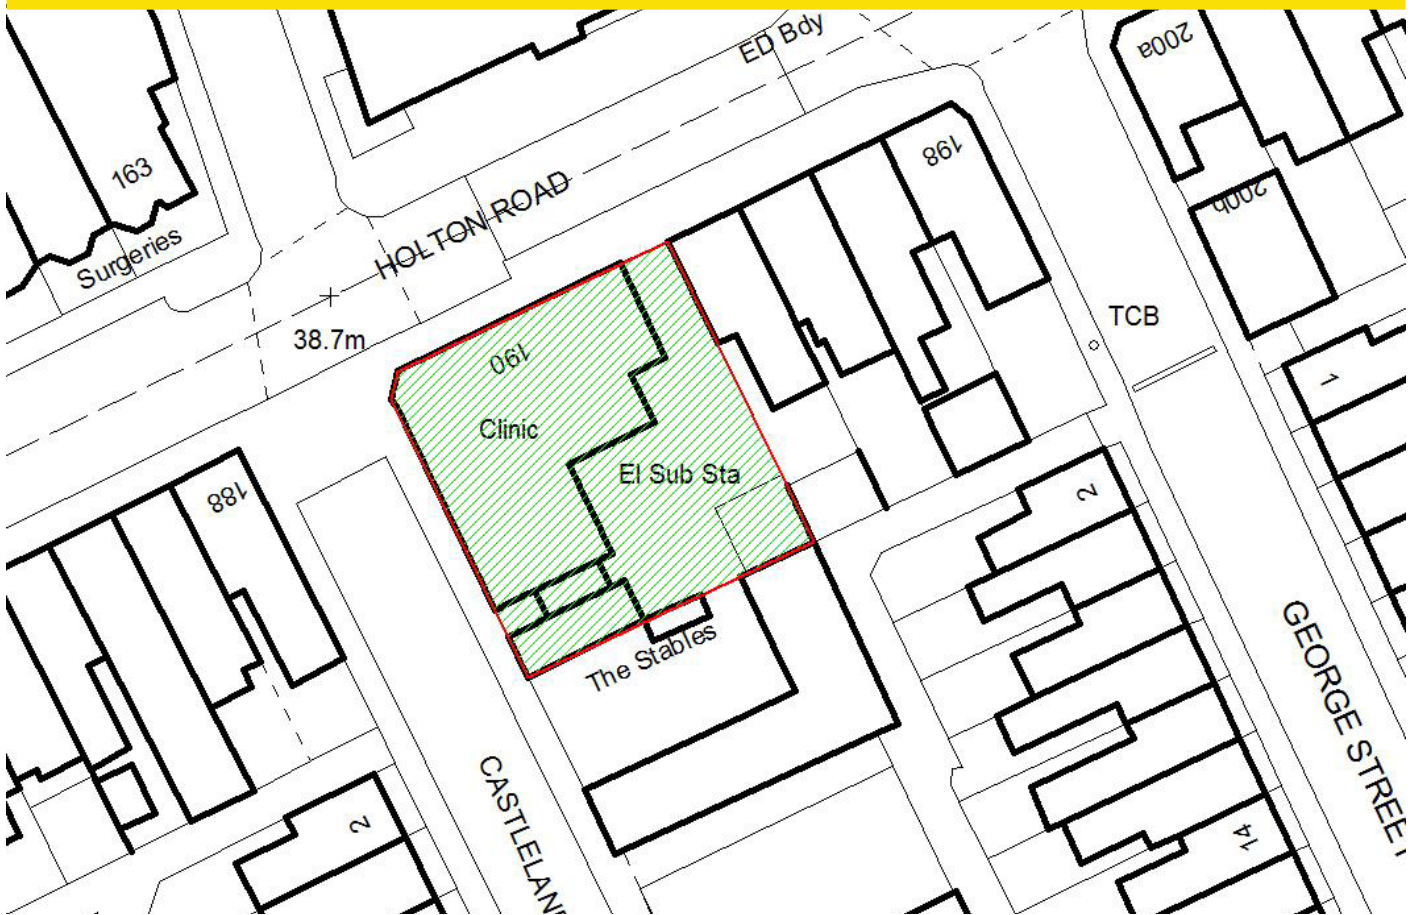 ED Bdy
200a
198
163
200b
HOLTON ROAD
Surgeries
38.7m
TCB
190
1
Clinic
El Sub Sta
188
2
The Stables
GEORGE STREET
CASTLELAN
2
14